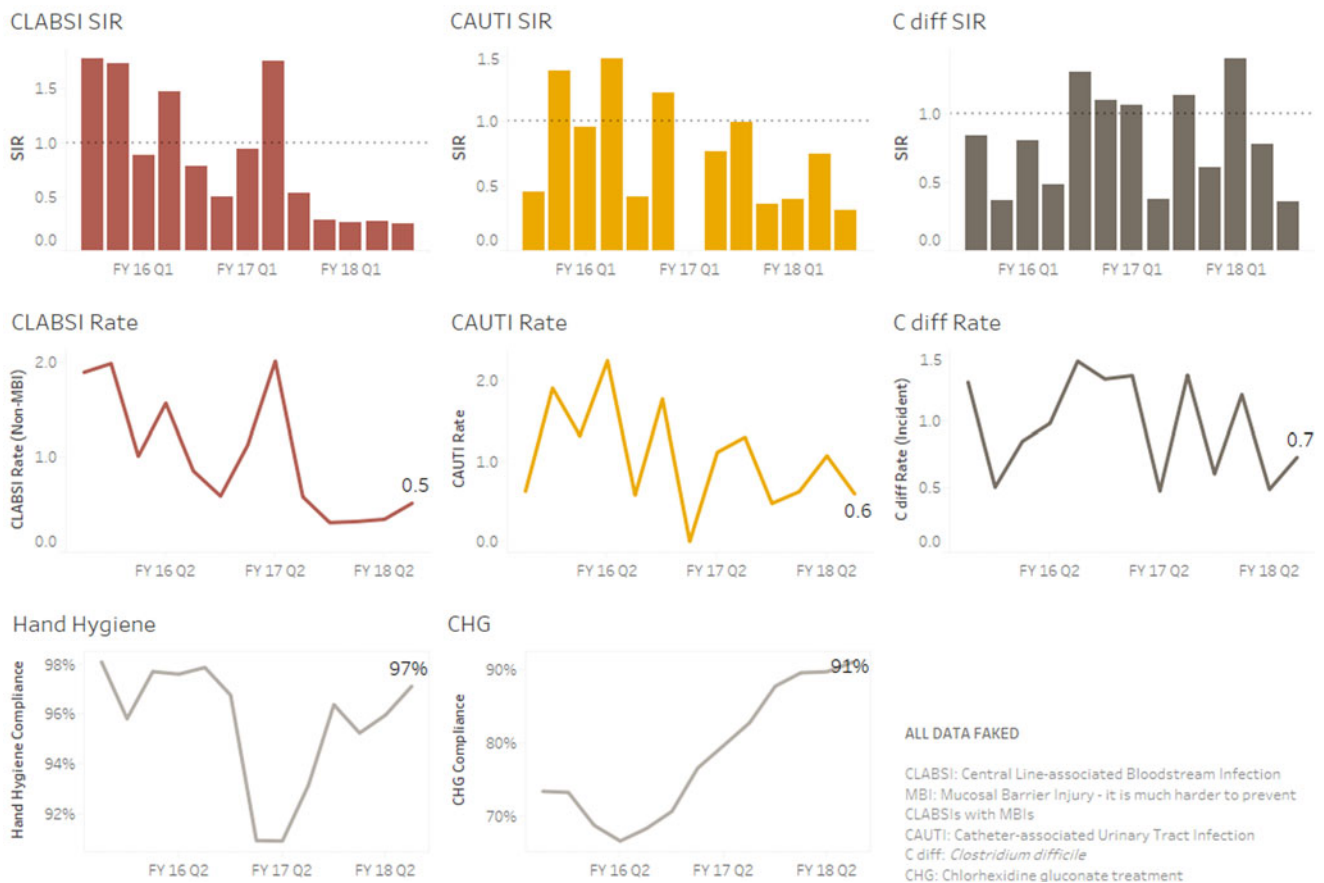 CLABSI SIR
SIR
1.5
1.0
0.5
0.0
FY 16 Q1
FY 17 Q1
FY 18 Q1
CAUTI SIR
SIR
1.5
1.0
0.5
0.0
FY 16 Q1
FY 17 Q1
FY 18 Q1
C diff SIR
SIR
1.0
0.5
0.0
FY 16 Q1
FY 17 Q1
FY 18 Q1
CLABSI Rate
CLABSI Rate (Non-MBI)
2.0
1.0
0.0
0.5
FY 16 Q2
FY 17 Q2
FY 18 Q2
CAUTI Rate
CAUTI Rate
2.0
1.0
0.0
0.6
FY 16 Q2
FY 17 Q2
FY 18 Q2
C diff Rate
C diff Rate (Incident)
1.5
1.0
0.5
0.0
0.7
FY 16 Q2
FY 17 Q2
FY 18 Q2
Hand Hygiene
Hand Hygiene Compliance
98%
96%
94%
92%
97%
FY 16 Q2
FY 17 Q2
FY 18 Q2
CHG
CHG Compliance
90%
80%
70%
91%
FY 16 Q2
FY 17 Q2
FY 18 Q2
ALL DATA FAKED
CLABSI: Central Line-associated Bloodstream Infection
MBI: Mucosal Barrier Injury - it is much harder to prevent
CLABSIs with MBIs
CAUTI: Catheter-associated Urinary Tract Infection
C diff: Clostridium difficile
CHG: Chlorhexidine gluconate treatment